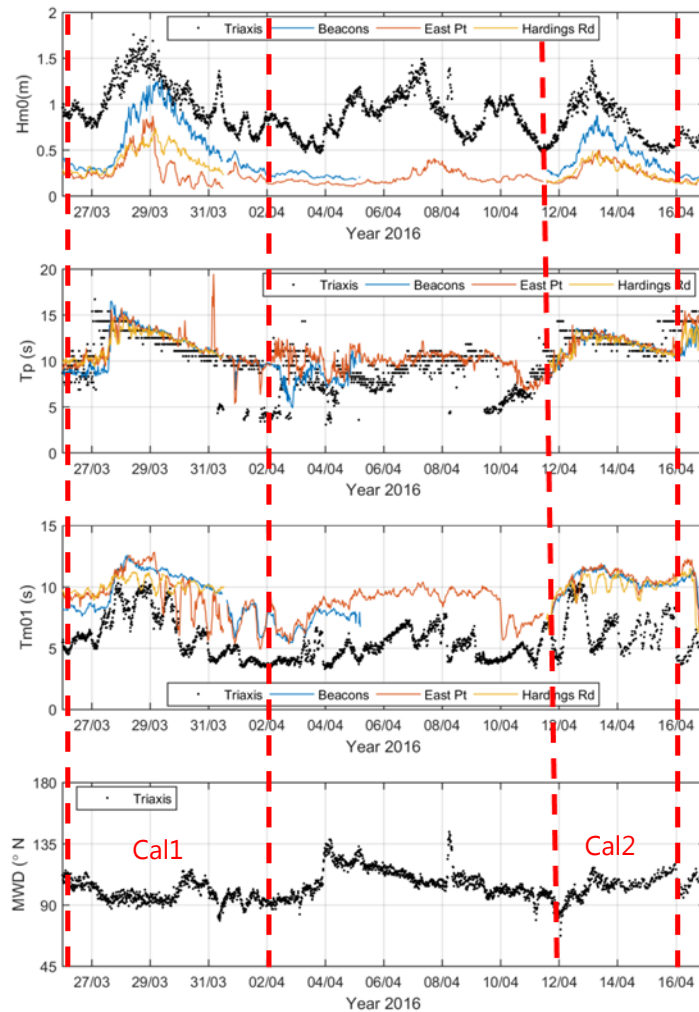 2
1.5
1
0.5
0
Hm0(m)
Triaxis Beacons East Pt Hardings Rd
27/03 29/03 31/03 02/04 04/04 06/04 08/04 10/04 12/04 14/04 16/04
Year 2016
20
15
10
5
0
Tp (s)
Triaxis Beacons East Pt Hardings Rd
27/03 29/03 31/03 02/04 04/04 06/04 08/04 10/04 12/04 14/04 16/04
Year 2016
15
10
5
0
Tm01 (s)
Triaxis Beacons East Pt Hardings Rd
27/03 29/03 31/03 02/04 04/04 06/04 08/04 10/04 12/04 14/04 16/04
Year 2016
180
135
90
45
MWD (° N
Triaxis
Cal1 Cal2
27/03 29/03 31/03 02/04 04/04 06/04 08/04 10/04 12/04 14/04 16/04
Year 2016